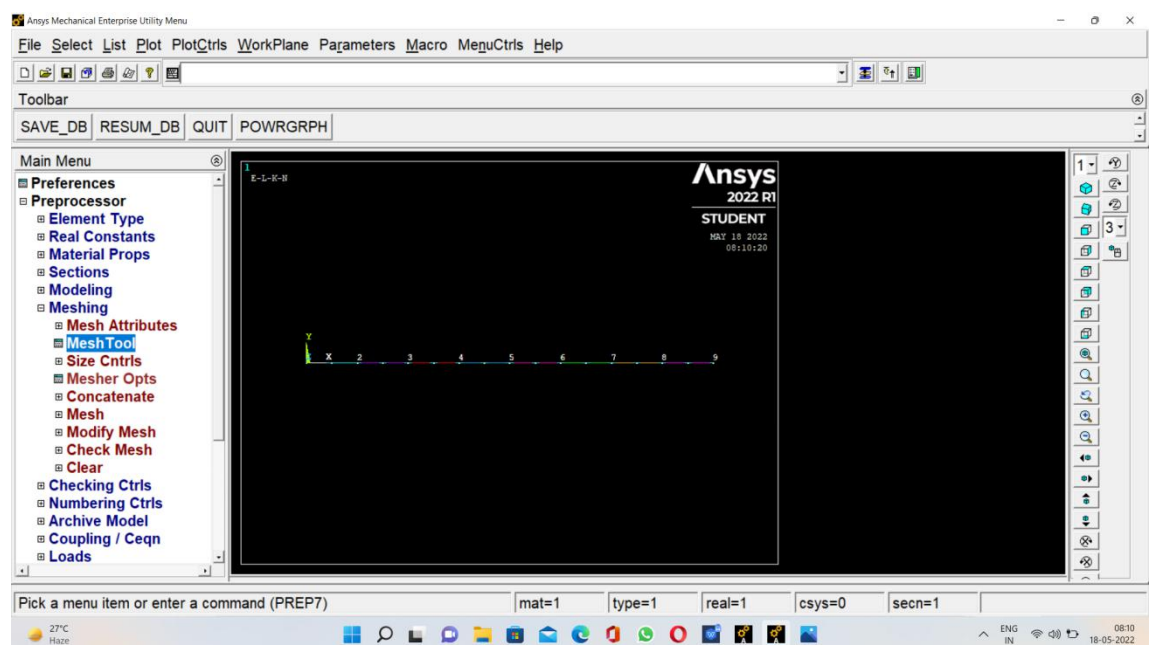 Ansys Mechanical Enterprise Utility Menu
File Select List Plot PlotCtrls WorkPlane Parameters Macro MenuCtrls Help
Toolbar
SAVE_DB RESUM_DB QUIT POWRGRPH
Main Menu
Preferences
Preprocessor
Element Type
Real Constants
Material Props
Sections
Modeling
Meshing
Mesh Attributes
MeshTool
Size Cntrls
Mesher Opts
Concatenate
Mesh
Modify Mesh
Check Mesh
Clear
Checking Ctrls
Numbering Ctrls
Archive Model
Coupling / Ceqn
Loads
1
E-L-K-N
Ansys
2022 R1
STUDENT
MAY 18 2022
08:10:20
Y
X 2 3 4 5 6 7 8 9
1
3
Pick a menu item or enter a command (PREP7) mat=1 type=1 real=1 csys=0 secn=1
27°C
Haze
ENG
IN
08:10
18-05-2022